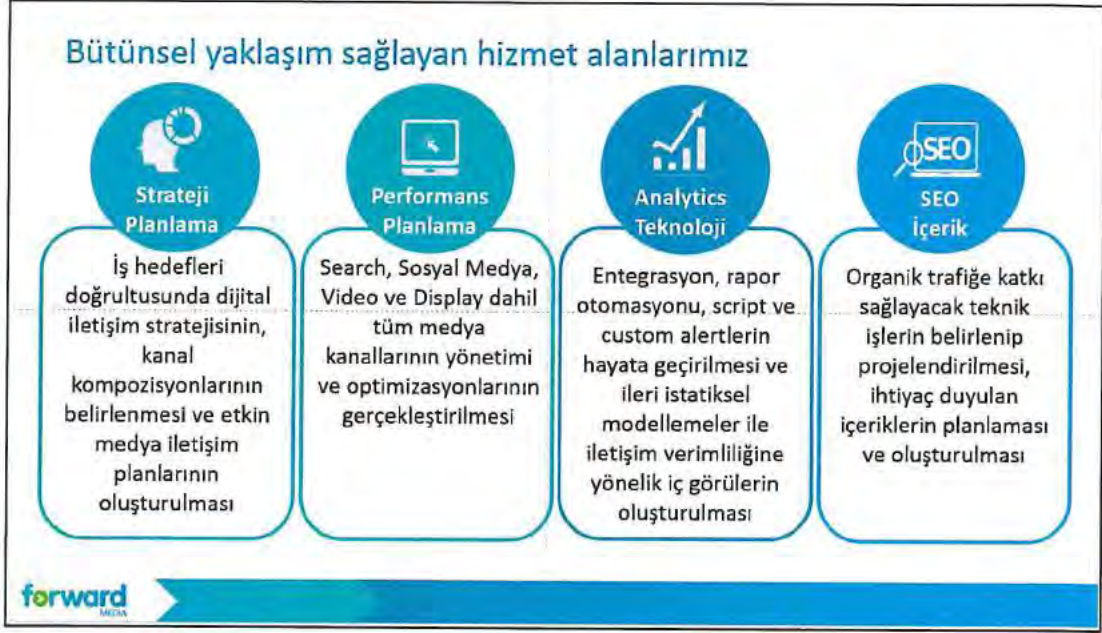 Bütünsel yaklaşım sağlayan hizmet alanlarımız
Strateji
Planlama
İş hedefleri
doğrultusunda dijital
iletişim stratejisinin,
kanal
kompozisyonlarının
belirlenmesi ve etkin
medya iletişim
planlarının
oluşturulması
Performans
Planlama
Search, Sosyal Medya,
Video ve Display dahil
tüm medya
kanallarının yönetimi
ve optimizasyonlarının
gerçekleştirilmesi
Analytics
Teknoloji
Entegrasyon, rapor
otomasyonu, script ve
custom alertlerin
hayata geçirilmesi ve
ileri istatiksel
modellemeler ile
iletişim verimliliğine
yönelik iç görülerin
oluşturulması
SEO
SEO
İçerik
Organik trafiğe katkı
sağlayacak teknik
işlerin belirlenip
projelendirilmesi,
ihtiyaç duyulan
içeriklerin planlaması
ve oluşturulması
forward
MEDIA